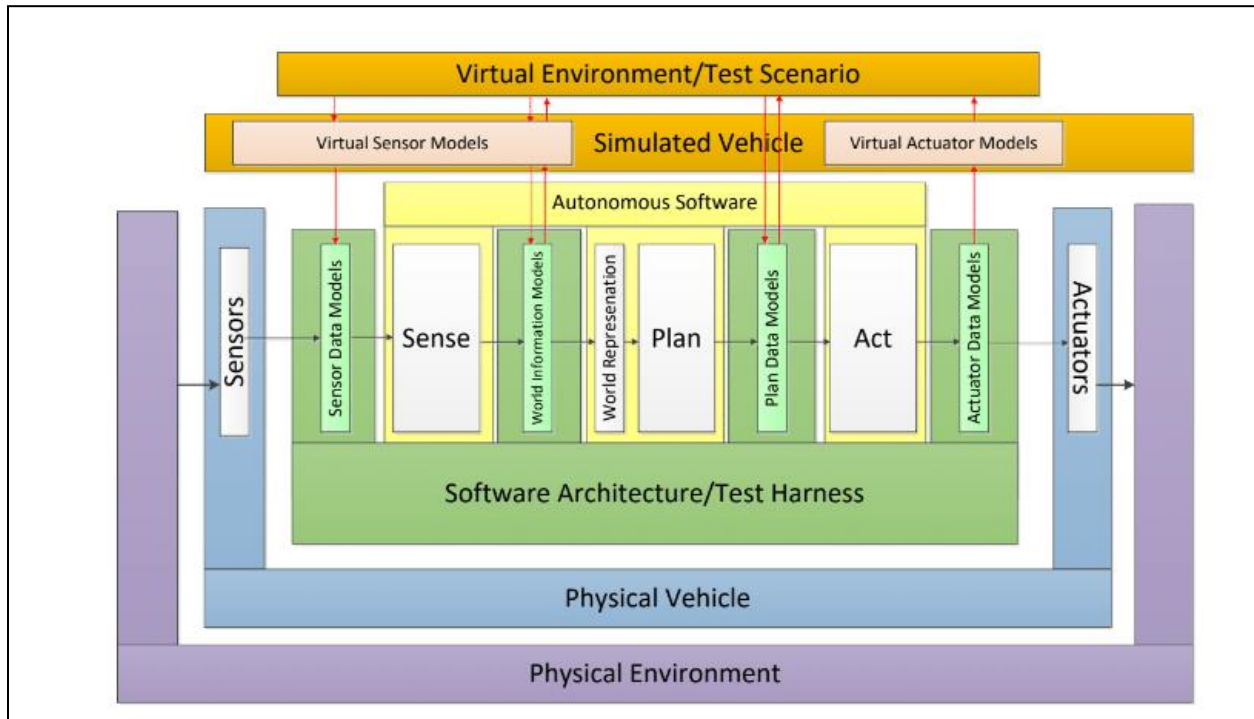 Virtual Environment/Test Scenario
Virtual Sensor Models
Simulated Vehicle
Virtual Actuator Models
Autonomous Software
Sensors
Sensor Data Models
Sense
World Information Models
World Represenation
Plan
Plan Data Models
Act
Actuator Data Models
Actuators
Software Architecture/Test Harness
Physical Vehicle
Physical Environment